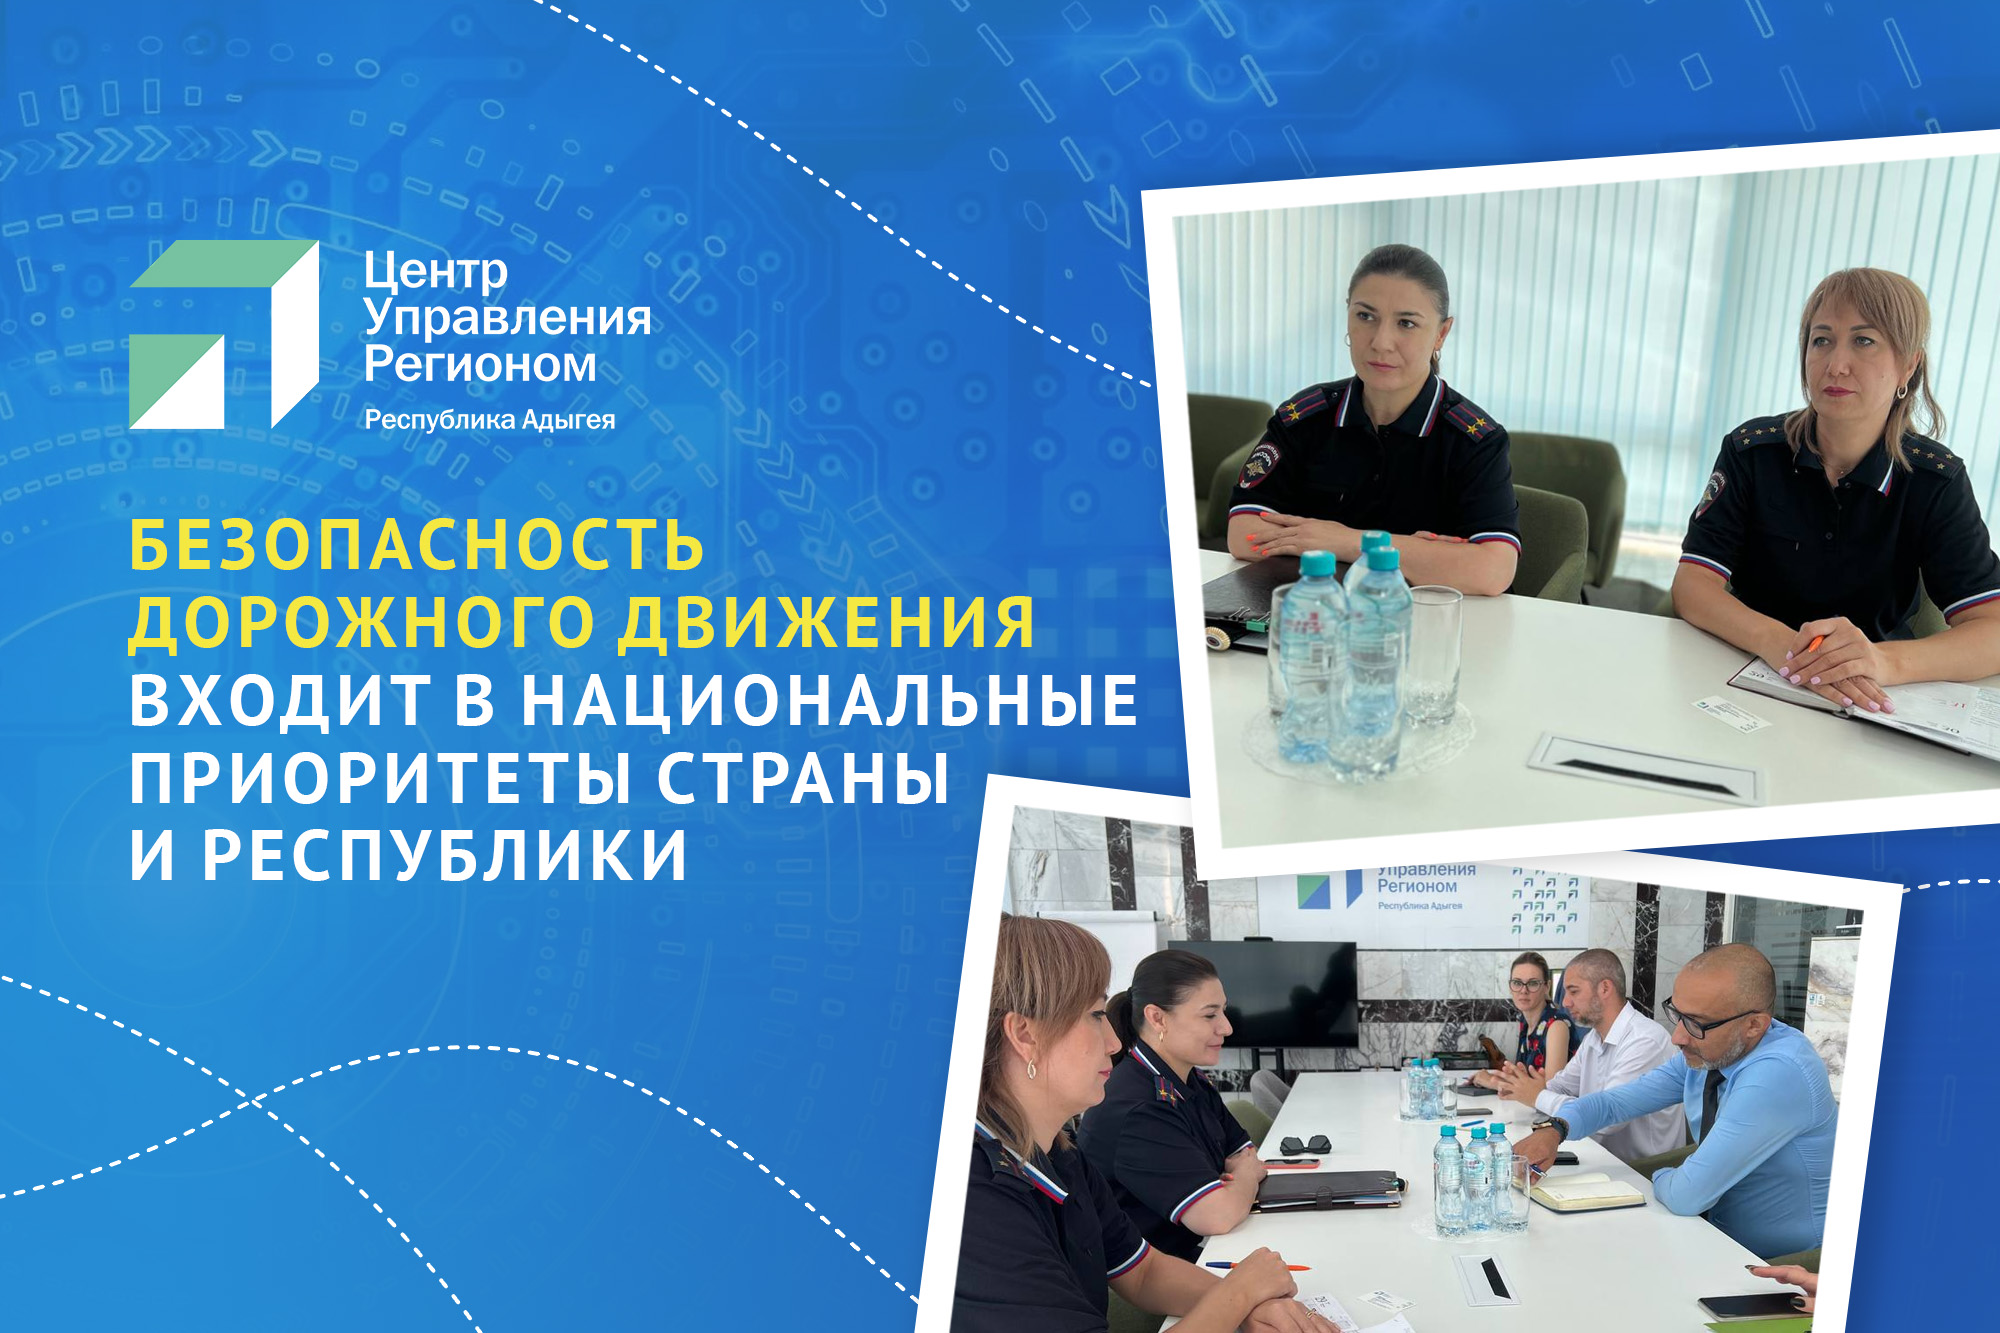 Центр
Управления
Регионом
Республика Адыгея
БЕЗОПАСНОСТЬ
ДОРОЖНОГО ДВИЖЕНИЯ
ВХОДИТ В НАЦИОНАЛЬНЫЕ
ПРИОРИТЕТЫ СТРАНЫ
И РЕСПУБЛИКИ
Управления
Регионом
Республика Адыгея